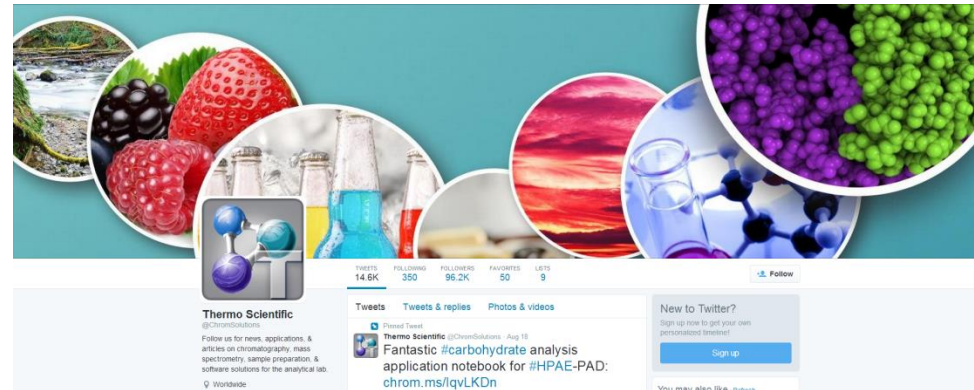 TWEETS FOLLOWING FOLLOWERS FAVORITES LISTS
14.6K 350 96.2K 50 9
Follow
Thermo Scientific
@ChromSolutions
Follow us for news, applications, &
articles on chromatography, mass
spectrometry, sample preparation, &
software solutions for the analytical lab.
Worldwide
Tweets Tweets & replies Photos & videos
Pinned Tweet
Thermo Scientific @ChromSolutions · Aug 18
Fantastic #carbohydrate analysis
application notebook for #HPAE-PAD:
New to Twitter?
Sign up now to get your own
personalized timeline!
Sign up
You may also like · Refresh